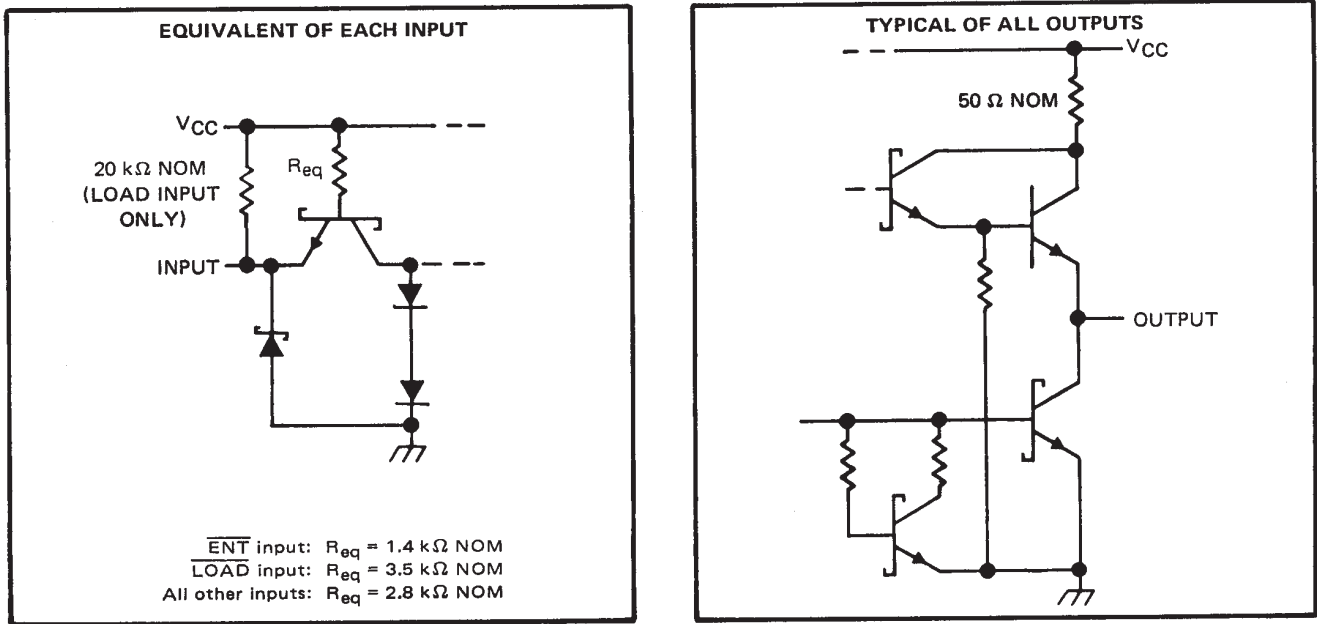 EQUIVALENT OF EACH INPUT
VCC
20 kΩ NOM
(LOAD INPUT
ONLY)
Req
INPUT
ENT input: Req = 1.4 kΩ NOM
LOAD input: Req = 3.5 kΩ NOM
All other inputs: Req = 2.8 kΩ NOM
TYPICAL OF ALL OUTPUTS
VCC
50 Ω NOM
OUTPUT